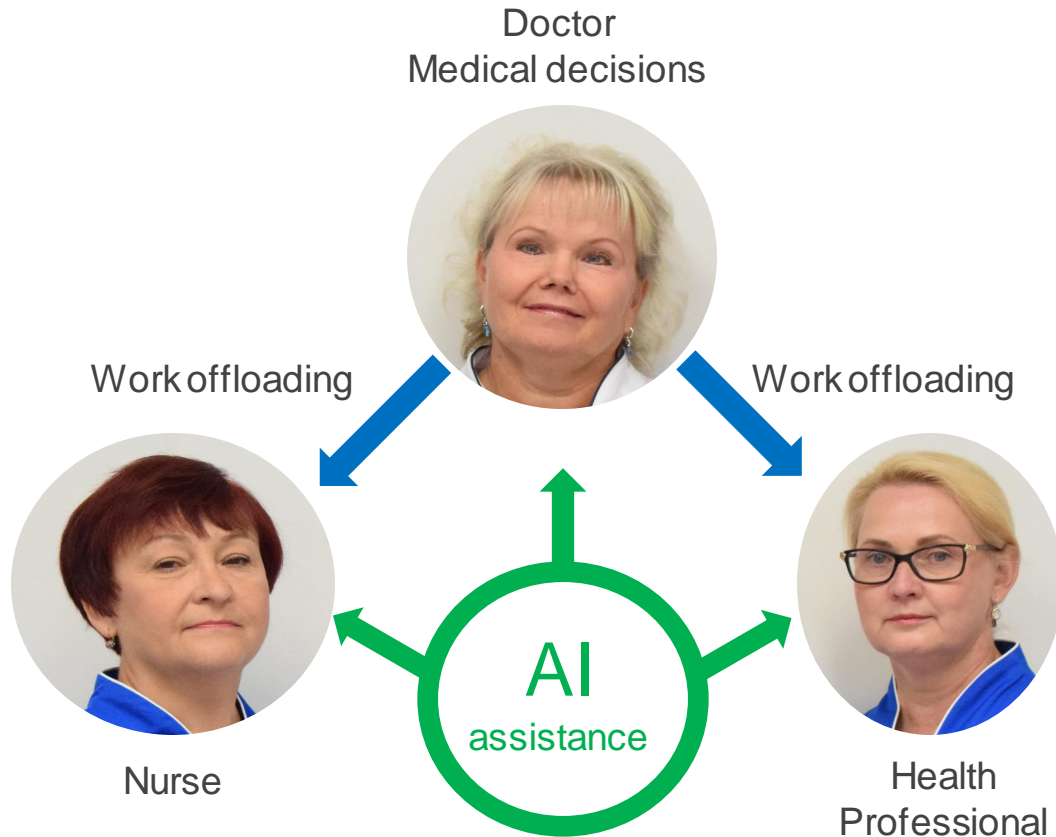 Doctor
Medical decisions
Work offloading
Work offloading
AI
assistance
Nurse
Health
Professional